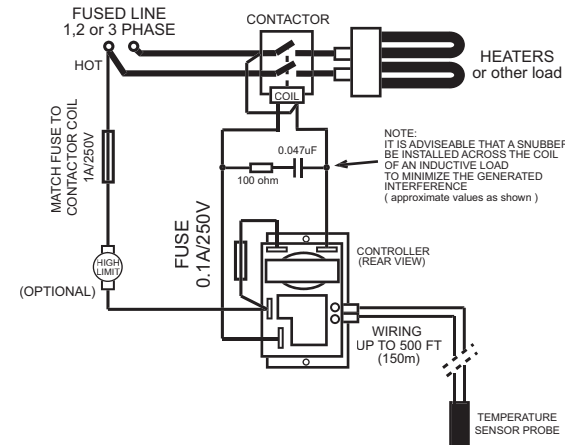 FUSED LINE
1,2 or 3 PHASE
HOT
CONTACTOR
COIL
HEATERS
or other load
MATCH FUSE TO
CONTACTOR COIL
1A/250V
0.047uF
100 ohm
NOTE:
IT IS ADVISEABLE THAT A SNUBBER
BE INSTALLED ACROSS THE COIL
OF AN INDUCTIVE LOAD
TO MINIMIZE THE GENERATED
INTERFERENCE
( approximate values as shown )
FUSE
0.1A/250V
HIGH
LIMIT
(OPTIONAL)
CONTROLLER
(REAR VIEW)
WIRING
UP TO 500 FT
(150m)
TEMPERATURE
SENSOR PROBE